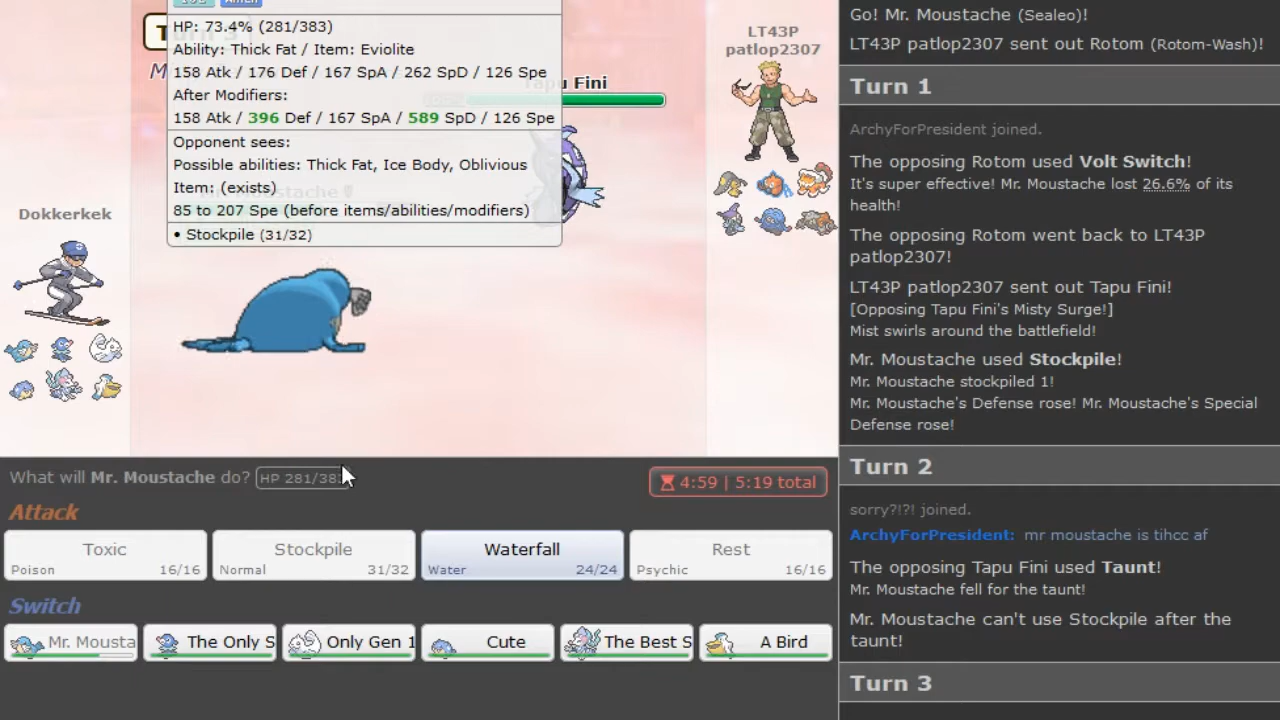 HP: 73.4% (281/383)
Ability: Thick Fat / Item: Eviolite
158 Atk / 176 Def / 167 SpA / 262 SpD / 126 Spe
After Modifiers:
158 Atk / 396 Def / 167 SpA / 589 SpD / 126 Spe
Opponent sees:
Possible abilities: Thick Fat, Ice Body, Oblivious
Item: (exists)
85 to 207 Spe (before items/abilities/modifiers)
• Stockpile (31/32)
Tapu Fini
LT43P
patlop2307
Dokkerkek
What will Mr. Moustache do? HP 281/38
4:59 | 5:19 total
Attack
Toxic
Poison 16/16
Stockpile
Normal 31/32
Waterfall
Water 24/24
Rest
Psychic 16/16
Switch
Mr. Mousta
The Only S
Only Gen 1
Cute
The Best S
A Bird
Go! Mr. Moustache (Sealeo)!
LT43P patlop2307 sent out Rotom (Rotom-Wash)!
Turn 1
ArchyForPresident joined.
The opposing Rotom used Volt Switch!
It's super effective! Mr. Moustache lost 26.6% of its
health!
The opposing Rotom went back to LT43P
patlop2307!
LT43P patlop2307 sent out Tapu Fini!
[Opposing Tapu Fini's Misty Surge!]
Mist swirls around the battlefield!
Mr. Moustache used Stockpile!
Mr. Moustache stockpiled 1!
Mr. Moustache's Defense rose! Mr. Moustache's Special
Defense rose!
Turn 2
sorry?!?! joined.
ArchyForPresident: mr moustache is tihcc af
The opposing Tapu Fini used Taunt!
Mr. Moustache fell for the taunt!
Mr. Moustache can't use Stockpile after the
taunt!
Turn 3